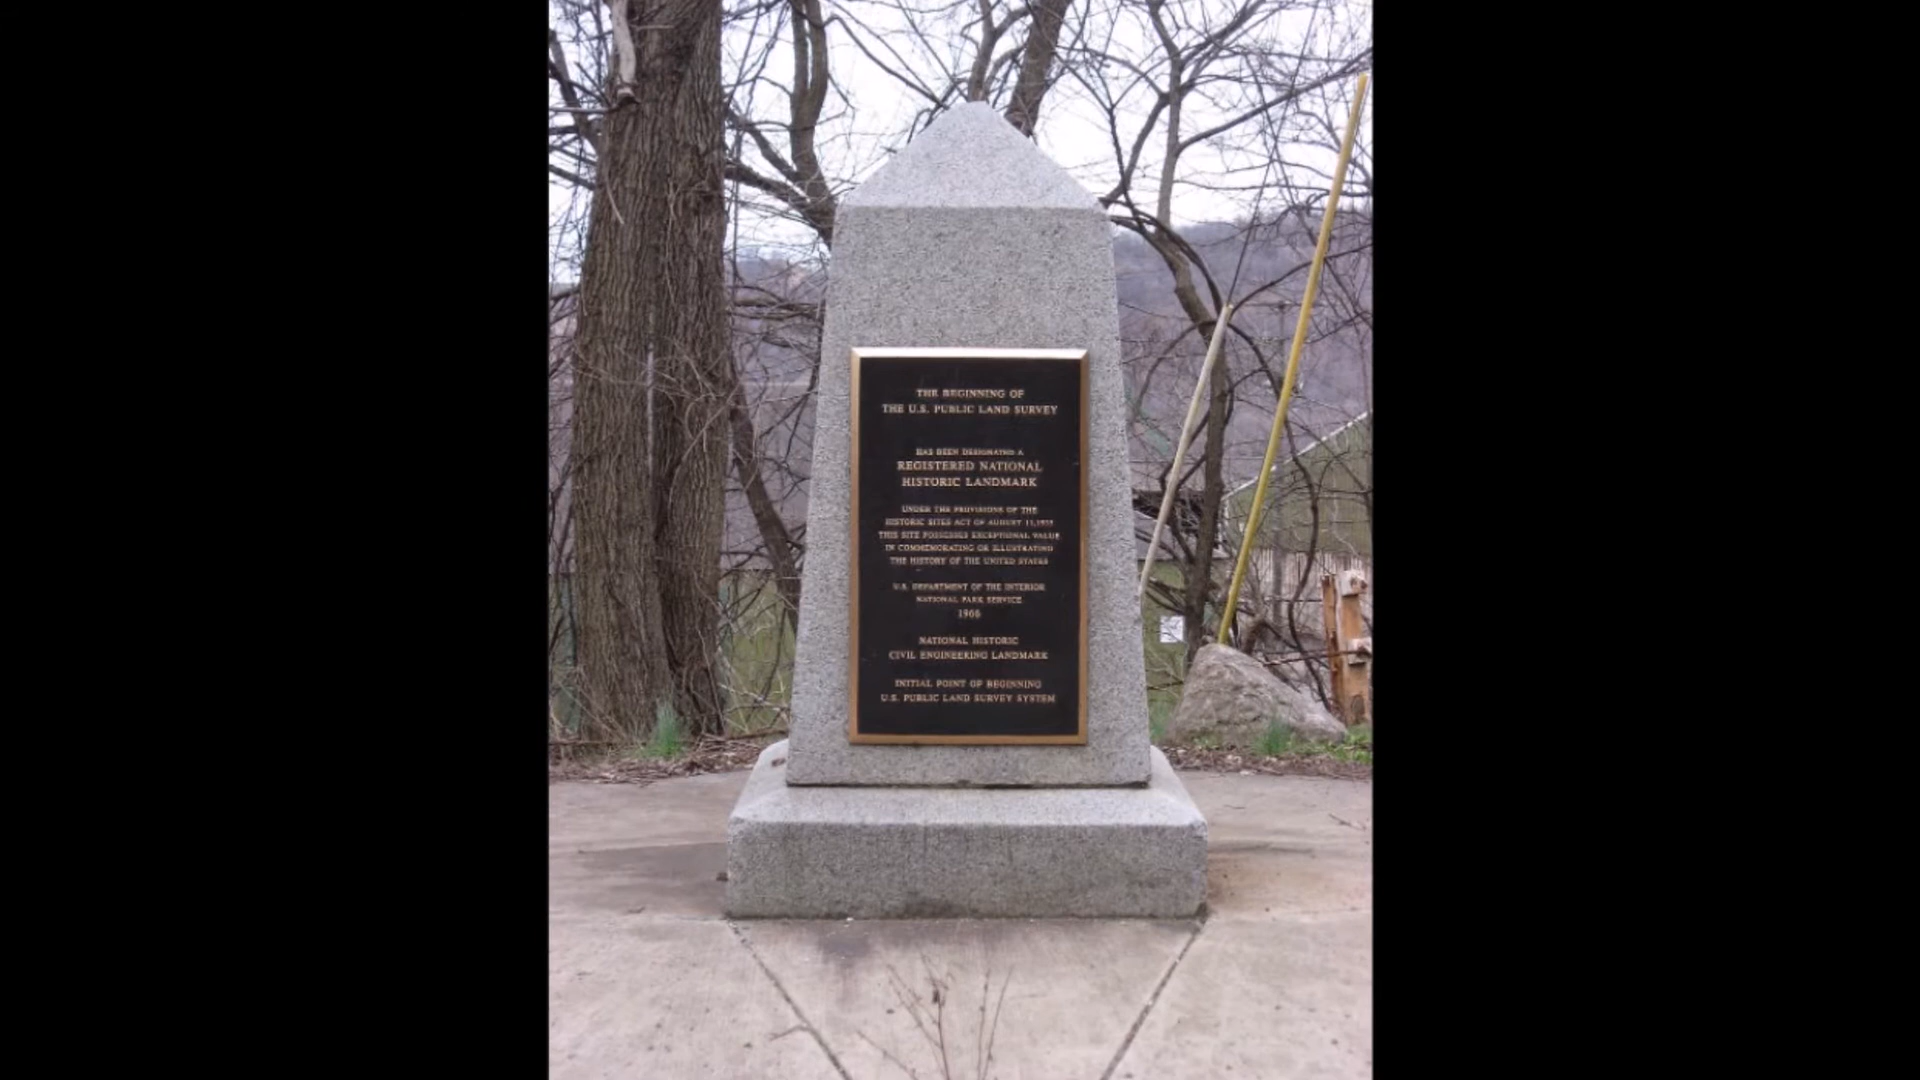 THE BEGINNING OF
THE U.S. PUBLIC LAND SURVEY
HAS BEEN DESIGNATED A
REGISTERED NATIONAL
HISTORIC LANDMARK
UNDER THE PROVISIONS OF THE
HISTORIC SITES ACT OF AUGUST 11, 1935
THIS SITE POSSESSES EXCEPTIONAL VALUE
IN COMMEMORATING OR ILLUSTRATING
THE HISTORY OF THE UNITED STATES
U.S. DEPARTMENT OF THE INTERIOR
NATIONAL PARK SERVICE
1966
NATIONAL HISTORIC
CIVIL ENGINEERING LANDMARK
INITIAL POINT OF BEGINNING
U.S. PUBLIC LAND SURVEY SYSTEM